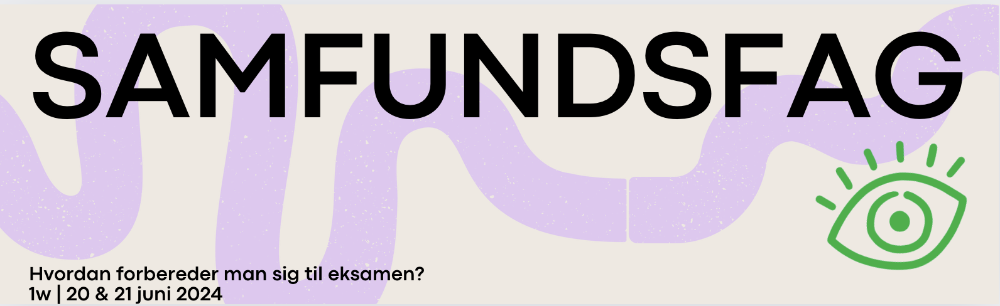 SAMFUNDSFAG
Hvordan forbereder man sig til eksamen?
1w | 20 & 21 juni 2024